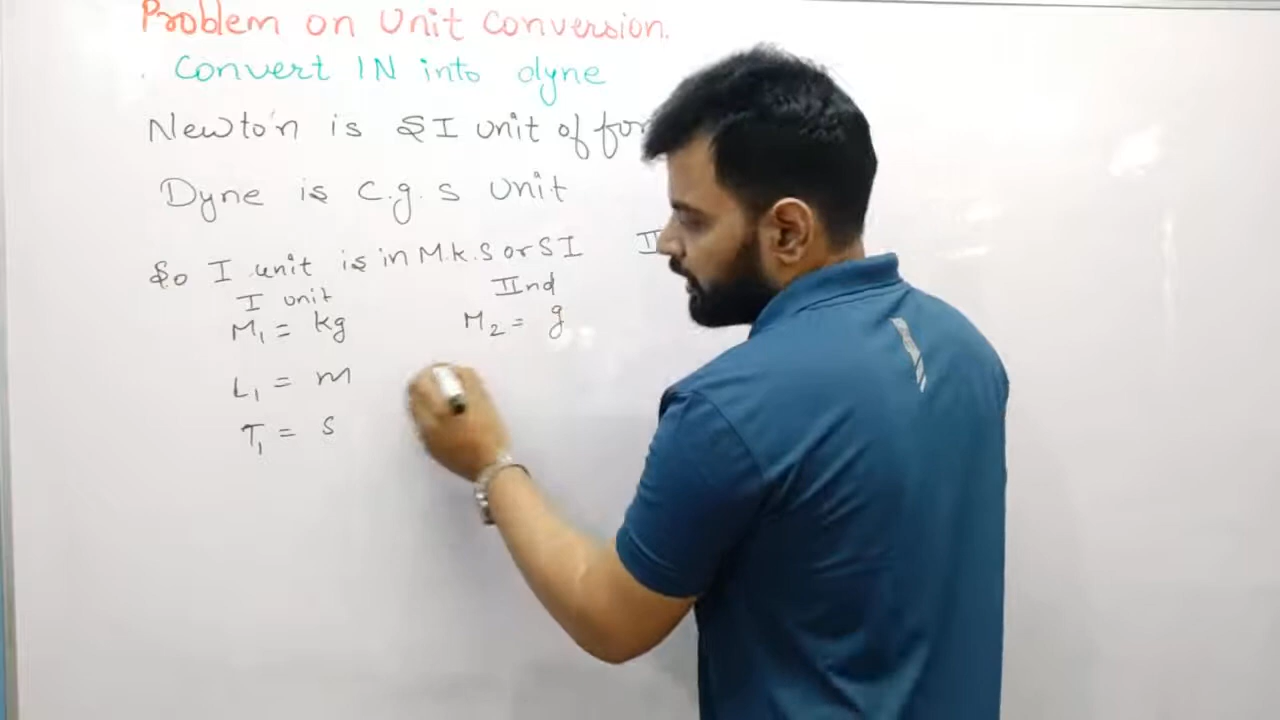 Problem on Unit Conversion.
Convert 1N into dyne
Newton is SI unit of
Dyne is C.g.s unit
So I unit is in M.k.S or SI
I unit IInd
M₁ = kg M₂ = g
L₁ = m
T₁ = s